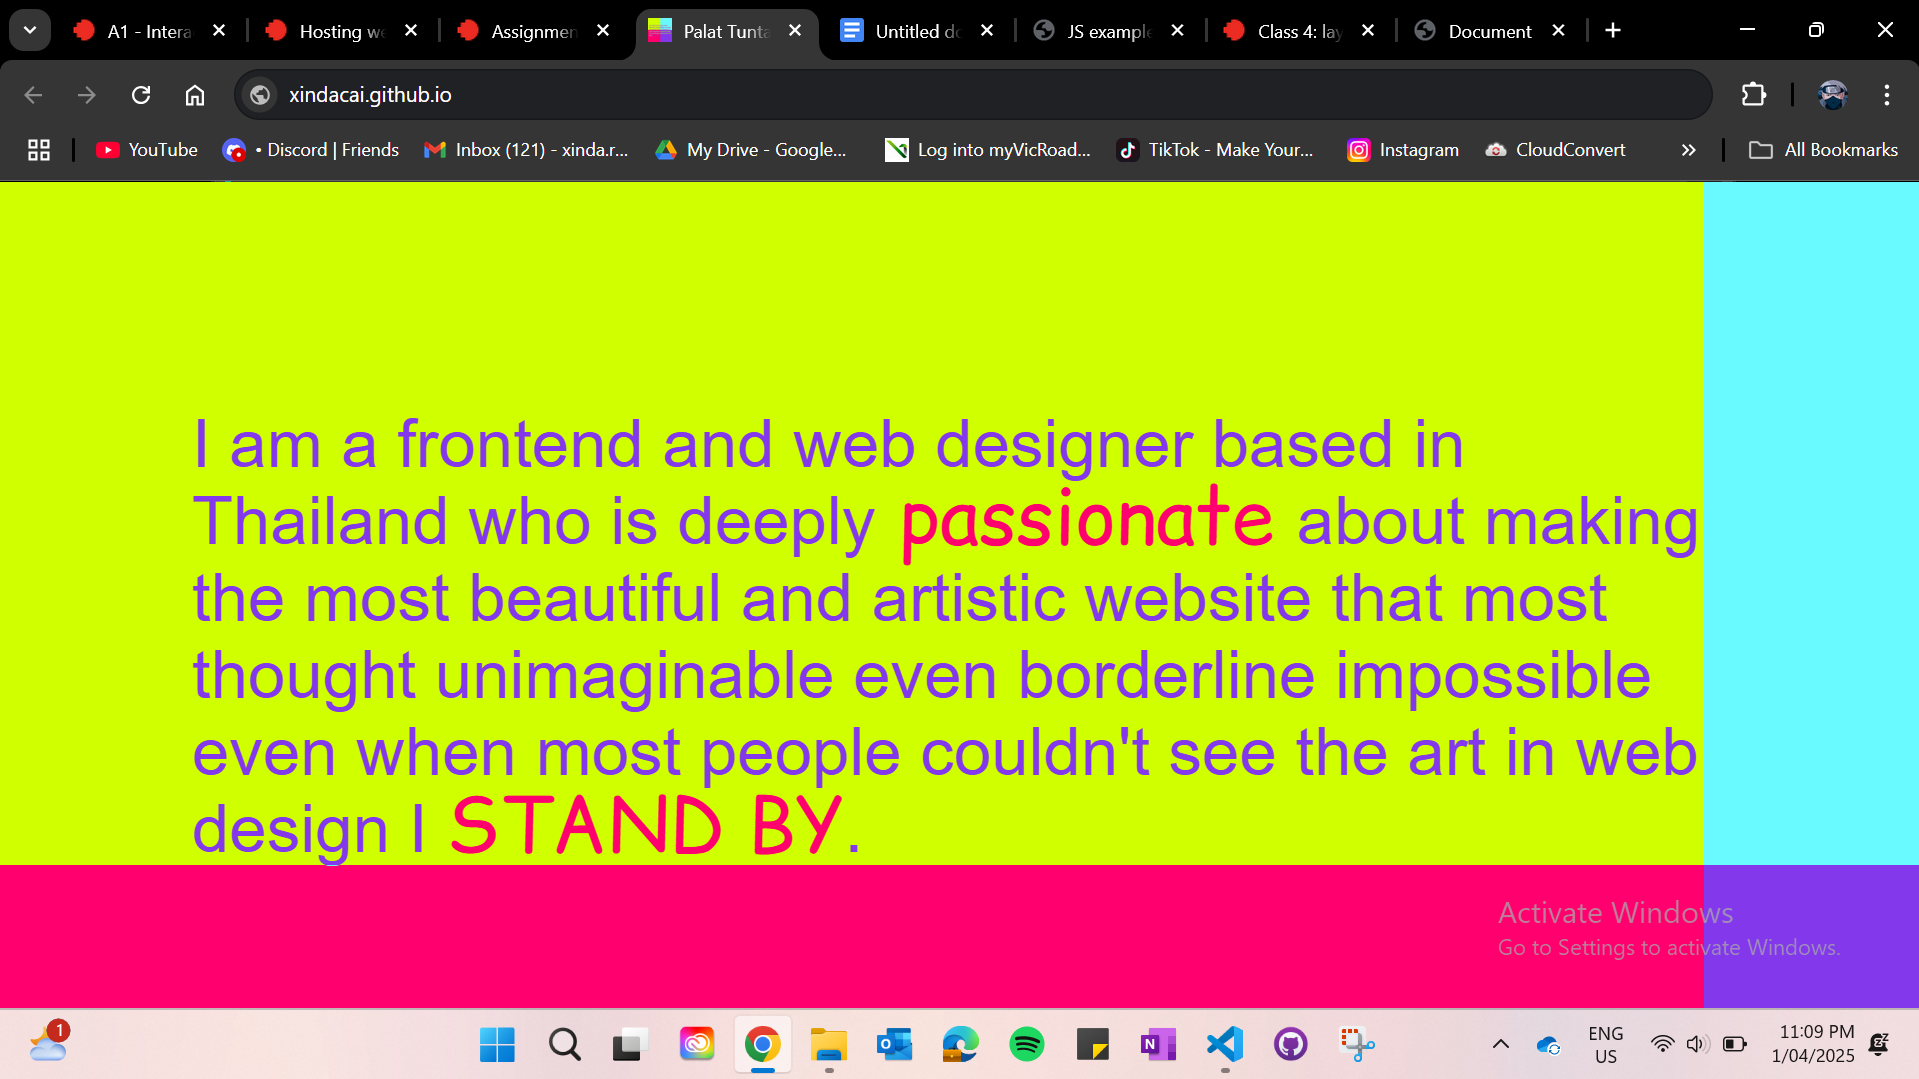 A1 - Intera
Hosting we
Assignmen
Palat Tunta
Untitled do
JS example
Class 4: lay
Document
xindacai.github.io
YouTube
• Discord | Friends
Inbox (121) - xinda.r...
My Drive - Google...
Log into myVicRoad...
TikTok - Make Your...
Instagram
CloudConvert
»
All Bookmarks
I am a frontend and web designer based in
Thailand who is deeply passionate about making
the most beautiful and artistic website that most
thought unimaginable even borderline impossible
even when most people couldn't see the art in web
design I STAND BY.
Activate Windows
Go to Settings to activate Windows.
1
ENG
US
11:09 PM
1/04/2025